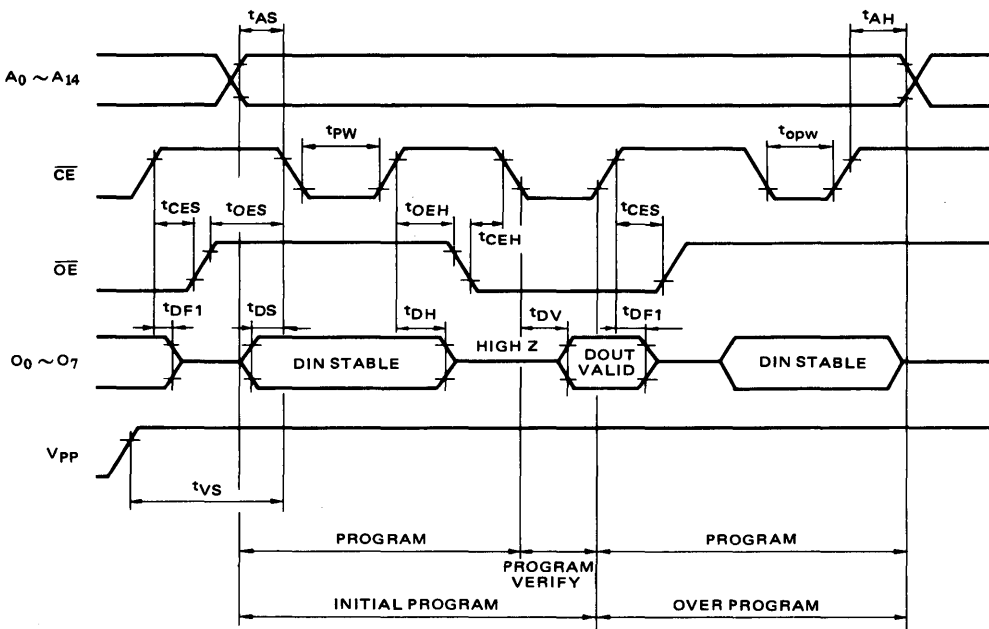 tAS
tAH
A0 ~ A14
tPW
topw
CE
tCES
tOES
tOEH
tCEH
tCES
OE
tDF1
tDS
tDH
tDV
tDF1
O0 ~ O7
DIN STABLE
HIGH Z
DOUT
VALID
DIN STABLE
VPP
tVS
PROGRAM
PROGRAM
VERIFY
PROGRAM
INITIAL PROGRAM
OVER PROGRAM